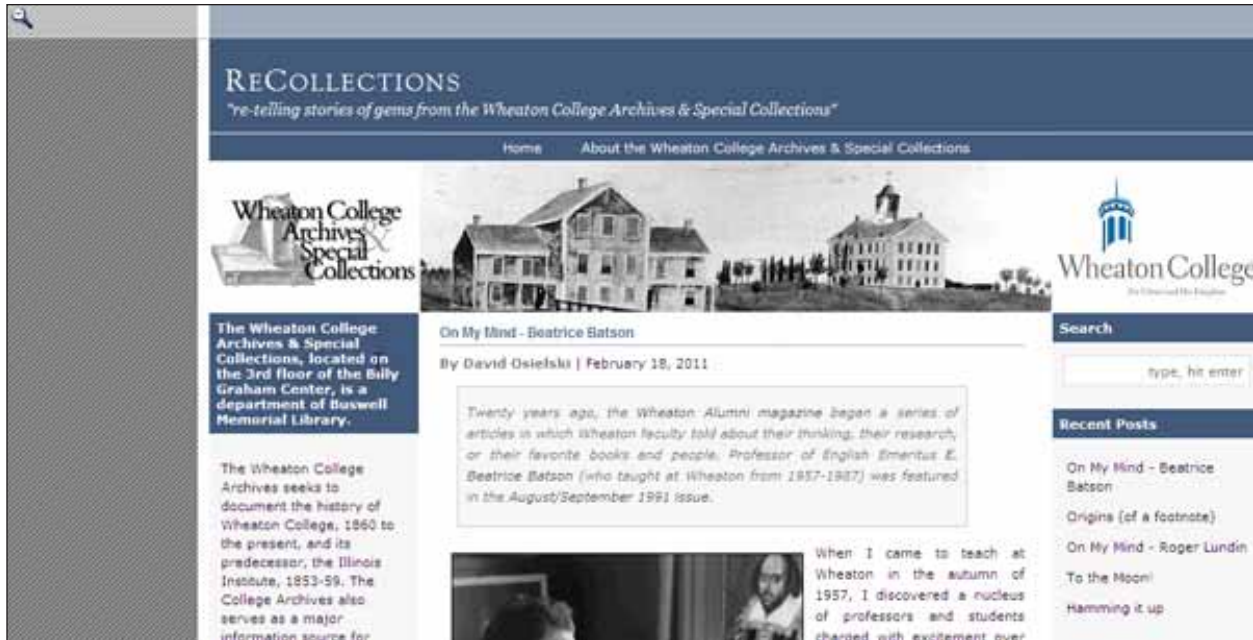 RECOLLECTIONS
"re-telling stories of gems from the Wheaton College Archives & Special Collections"
Home About the Wheaton College Archives & Special Collections
Wheaton College
Archives &
Special
Collections
Wheaton College
For Christ and His Kingdom
The Wheaton College
Archives & Special
Collections, located on
the 3rd floor of the Billy
Graham Center, is a
department of Buswell
Memorial Library.
The Wheaton College
Archives seeks to
document the history of
Wheaton College, 1860 to
the present, and its
predecessor, the Illinois
Institute, 1853-59. The
College Archives also
serves as a major
information source for
On My Mind - Beatrice Batson
By David Osielski | February 18, 2011
Twenty years ago, the Wheaton Alumni magazine began a series of
articles in which Wheaton faculty told about their thinking, their research,
or their favorite books and people. Professor of English Emeritus E.
Beatrice Batson (who taught at Wheaton from 1957-1987) was featured
in the August/September 1991 issue.
When I came to teach at
Wheaton in the autumn of
1957, I discovered a nucleus
of professors and students
charged with excitement over
Search
type, hit enter
Recent Posts
On My Mind - Beatrice
Batson
Origins (of a footnote)
On My Mind - Roger Lundin
To the Moon!
Hamming it up